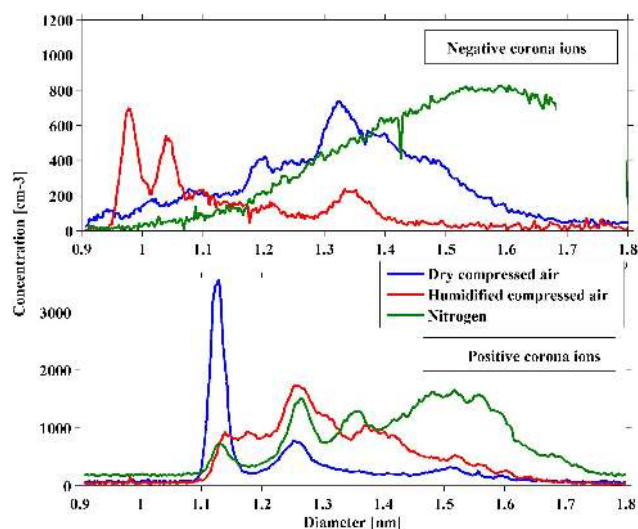 1200
1000
800
600
400
200
0
Negative corona ions
0.9 1 1.1 1.2 1.3 1.4 1.5 1.6 1.7 1.8
Concentration [cm-3]
Dry compressed air
Humidified compressed air
Nitrogen
Positive corona ions
3000
2000
1000
0
0.9 1 1.1 1.2 1.3 1.4 1.5 1.6 1.7 1.8
Diameter [nm]